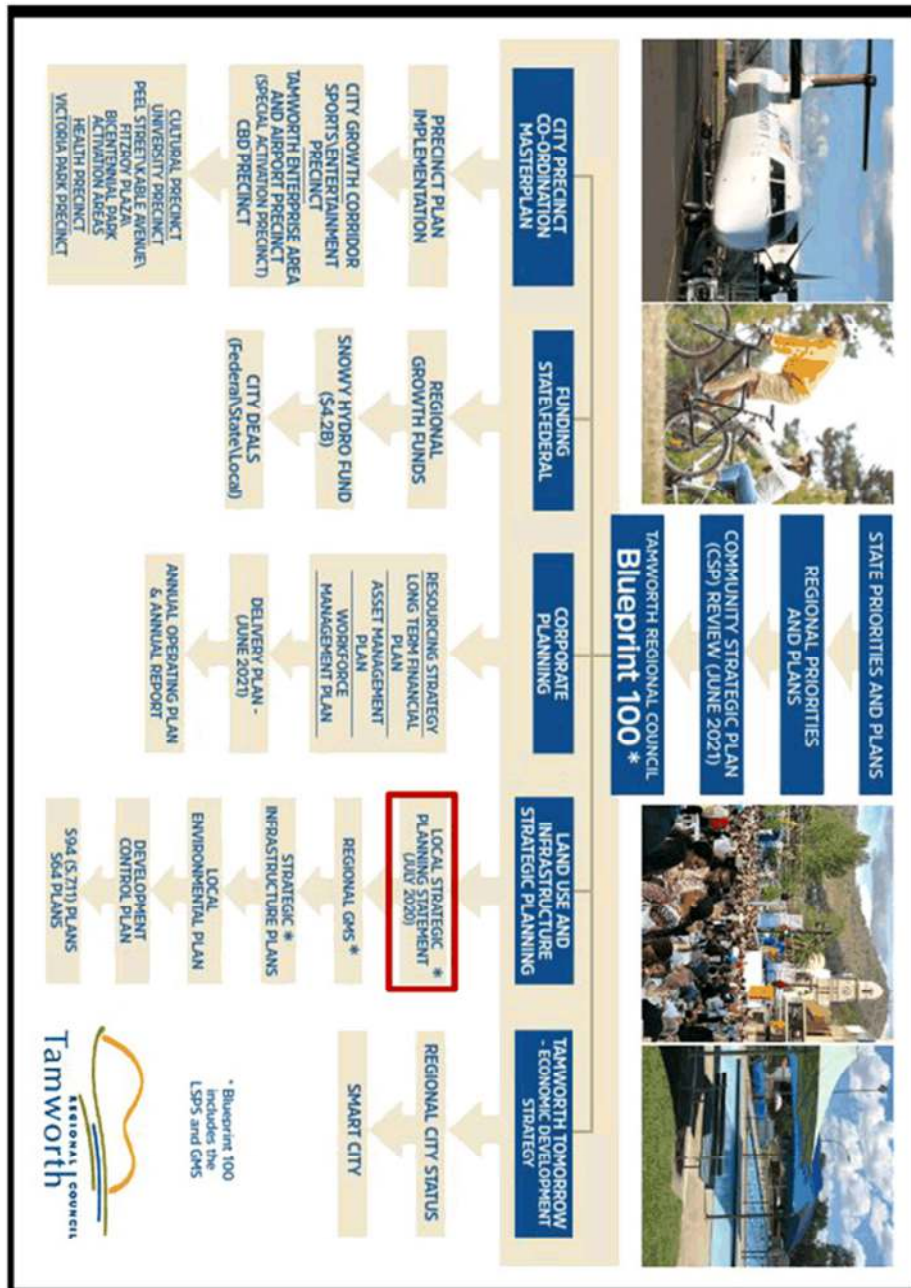 STATE PRIORITIES AND PLANS
REGIONAL PRIORITIES
AND PLANS
COMMUNITY STRATEGIC PLAN
(CSP) REVIEW (JUNE 2021)
TAMWORTH REGIONAL COUNCIL
Blueprint 100*
CITY PRECINCT
CO-ORDINATION
MASTERPLAN
PRECINCT PLAN
IMPLEMENTATION
CITY GROWTH CORRIDOR
SPORTS\ENTERTAINMENT
PRECINCT
TAMWORTH ENTERPRISE AREA
AND AIRPORT PRECINCT
(SPECIAL ACTIVATION PRECINCT)
CBD PRECINCT
CULTURAL PRECINCT
UNIVERSITY PRECINCT
PEEL STREET\KABLE AVENUE\
FITZROY PLAZA
BICENTENNIAL PARK
ACTIVATION AREAS
HEALTH PRECINCT
VICTORIA PARK PRECINCT
FUNDING
STATE\FEDERAL
REGIONAL
GROWTH FUNDS
SNOWY HYDRO FUND
($4.2B)
CITY DEALS
(Federal\State\Local)
CORPORATE
PLANNING
RESOURCING STRATEGY
LONG TERM FINANCIAL
PLAN
ASSET MANAGEMENT
PLAN
WORKFORCE
MANAGEMENT PLAN
DELIVERY PLAN -
(JUNE 2021)
ANNUAL OPERATING PLAN
& ANNUAL REPORT
LAND USE AND
INFRASTRUCTURE
STRATEGIC PLANNING
LOCAL STRATEGIC *
PLANNING STATEMENT
(JULY 2020)
REGIONAL GMS *
STRATEGIC *
INFRASTRUCTURE PLANS
LOCAL
ENVIRONMENTAL PLAN
DEVELOPMENT
CONTROL PLAN
S94 (S.7.11) PLANS
S64 PLANS
TAMWORTH TOMORROW
- ECONOMIC DEVELOPMENT
STRATEGY
REGIONAL CITY STATUS
SMART CITY
* Blueprint 100
includes the
LSPS and GMS
Tamworth
REGIONAL COUNCIL